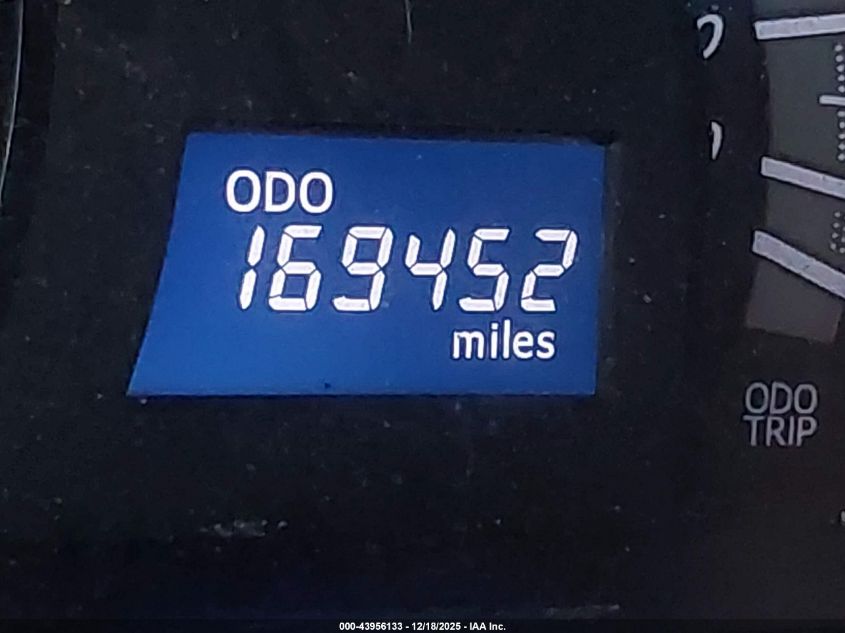 ODO
169452
miles
ODO
TRIP
000-43956133 - 12/18/2025 - IAA Inc.